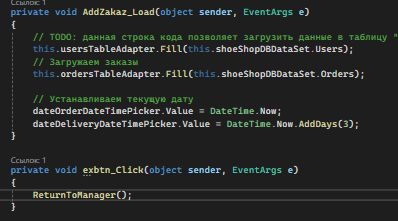 Ссылок: 1
private void AddZakaz_Load(object sender, EventArgs e)
{
// TODO: данная строка кода позволяет загрузить данные в таблицу "
this.usersTableAdapter.Fill(this.shoeShopDBDataSet.Users);
// Загружаем заказы
this.ordersTableAdapter.Fill(this.shoeShopDBDataSet.Orders);
// Устанавливаем текущую дату
dateOrderDateTimePicker.Value = DateTime.Now;
dateDeliveryDateTimePicker.Value = DateTime.Now.AddDays(3);
}
Ссылок: 1
private void exbtn_Click(object sender, EventArgs e)
{
ReturnToManager();
}